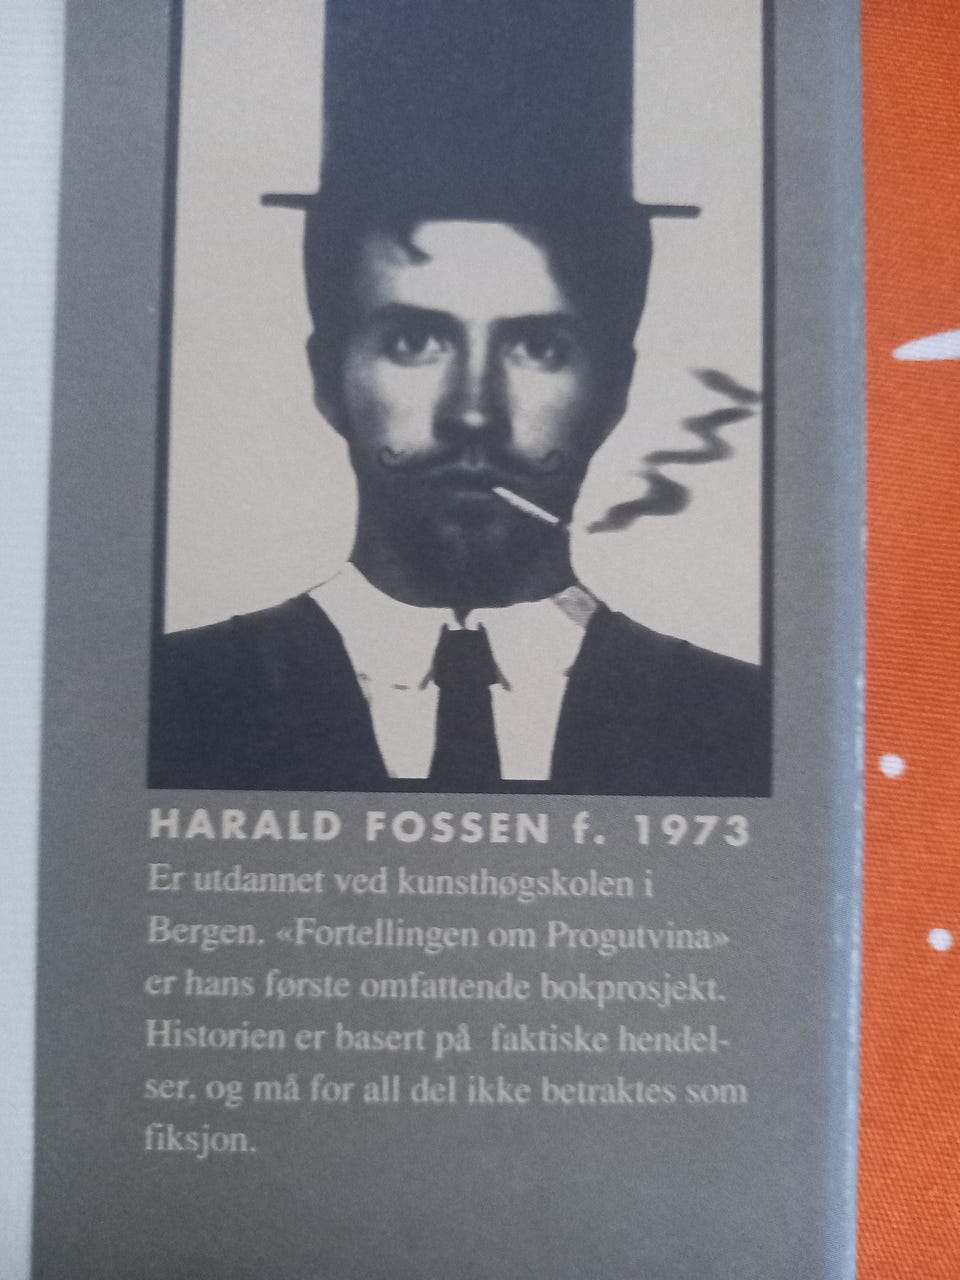 HARALD FOSSEN f. 1973
Er utdannet ved kunsthøgskolen i
Bergen. «Fortellingen om Progutvina»
er hans første omfattende bokprosjekt.
Historien er basert på faktiske hendel-
ser, og må for all del ikke betraktes som
fiksjon.